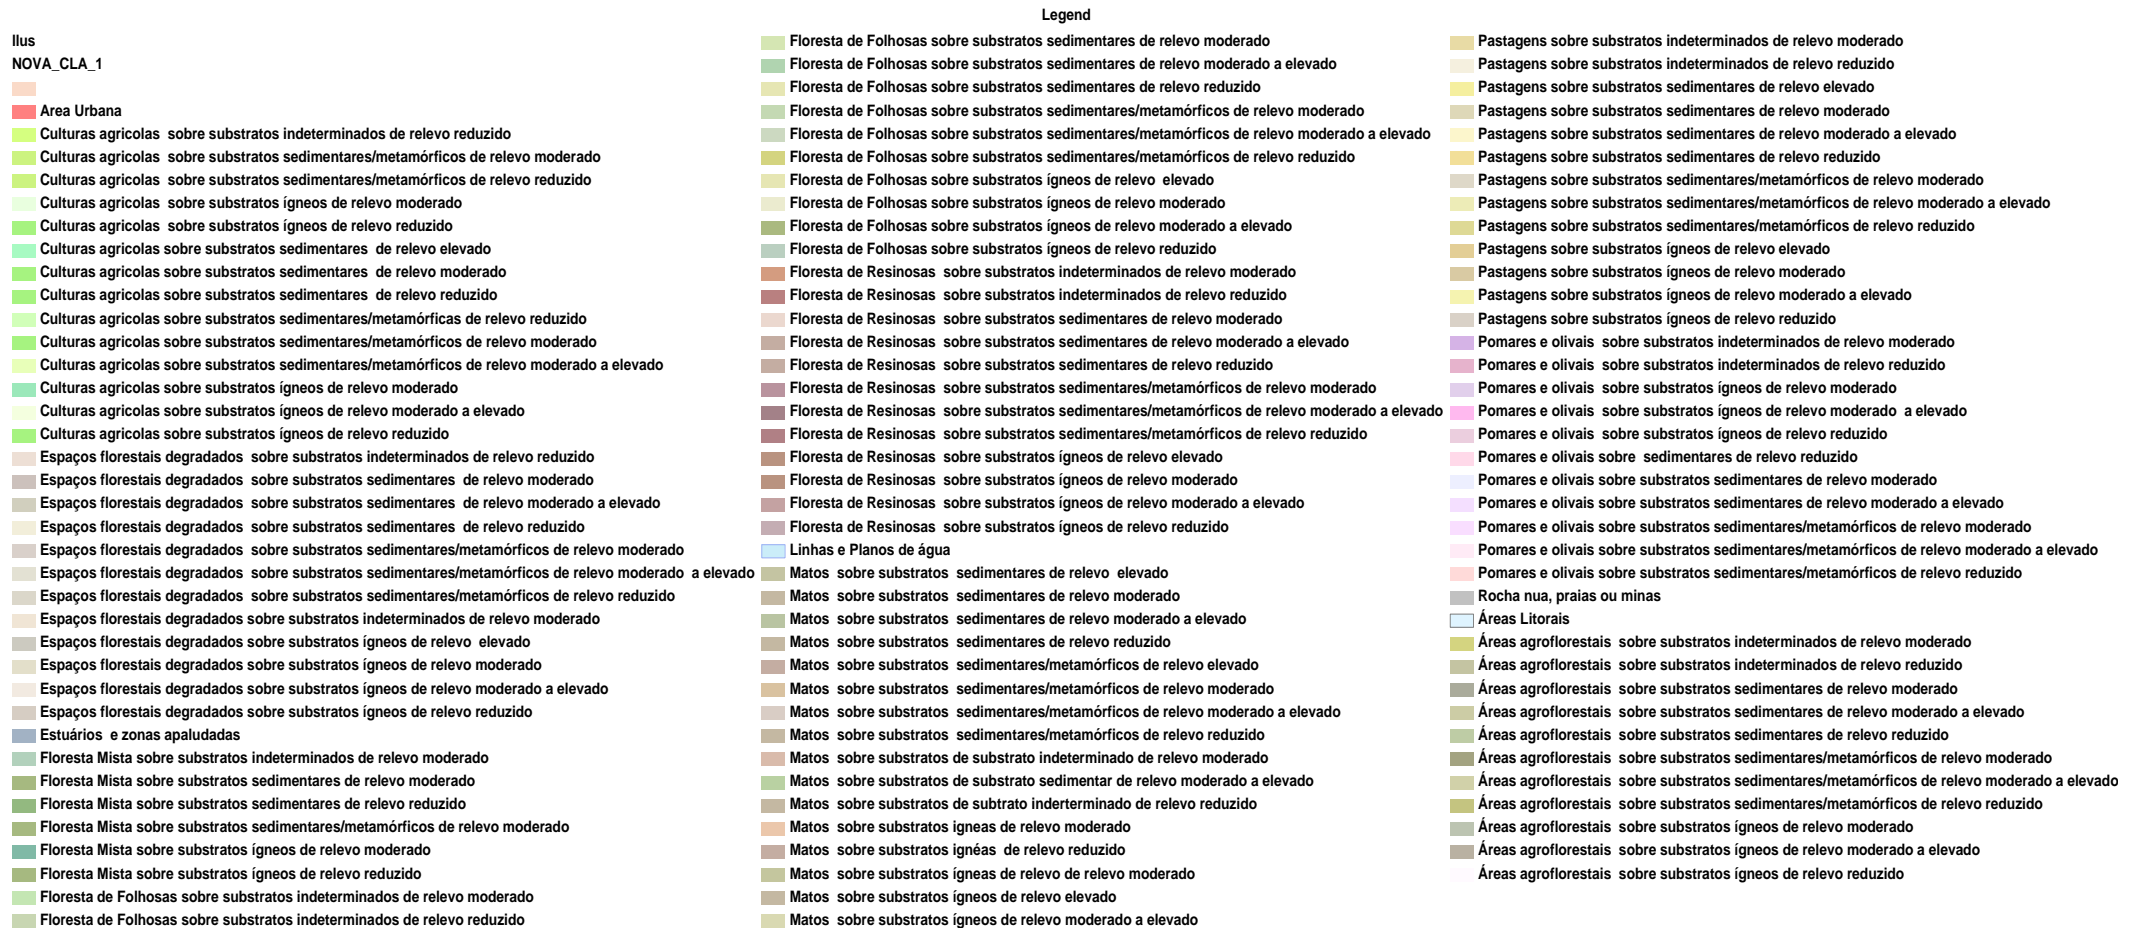 Legend
Ilus
NOVA_CLA_1
Area Urbana
Culturas agricolas  sobre substratos indeterminados de relevo reduzido
Culturas agricolas  sobre substratos sedimentares/metamórficos de relevo moderado
Culturas agricolas  sobre substratos sedimentares/metamórficos de relevo reduzido
Culturas agricolas  sobre substratos ígneos de relevo moderado
Culturas agricolas  sobre substratos ígneos de relevo reduzido
Culturas agricolas sobre substratos sedimentares  de relevo elevado
Culturas agricolas sobre substratos sedimentares  de relevo moderado
Culturas agricolas sobre substratos sedimentares  de relevo reduzido
Culturas agricolas sobre substratos sedimentares/metamórficas de relevo reduzido
Culturas agricolas sobre substratos sedimentares/metamórficos de relevo moderado
Culturas agricolas sobre substratos sedimentares/metamórficos de relevo moderado a elevado
Culturas agricolas sobre substratos ígneos de relevo moderado
Culturas agricolas sobre substratos ígneos de relevo moderado a elevado
Culturas agricolas sobre substratos ígneos de relevo reduzido
Espaços florestais degradados  sobre substratos indeterminados de relevo reduzido
Espaços florestais degradados  sobre substratos sedimentares  de relevo moderado
Espaços florestais degradados  sobre substratos sedimentares  de relevo moderado a elevado
Espaços florestais degradados  sobre substratos sedimentares  de relevo reduzido
Espaços florestais degradados  sobre substratos sedimentares/metamórficos de relevo moderado
Espaços florestais degradados  sobre substratos sedimentares/metamórficos de relevo moderado  a elevado
Espaços florestais degradados  sobre substratos sedimentares/metamórficos de relevo reduzido
Espaços florestais degradados sobre substratos indeterminados de relevo moderado
Espaços florestais degradados sobre substratos ígneos de relevo  elevado
Espaços florestais degradados sobre substratos ígneos de relevo moderado
Espaços florestais degradados sobre substratos ígneos de relevo moderado a elevado
Espaços florestais degradados sobre substratos ígneos de relevo reduzido
Estuários  e zonas apaludadas
Floresta Mista sobre substratos indeterminados de relevo moderado
Floresta Mista sobre substratos sedimentares de relevo moderado
Floresta Mista sobre substratos sedimentares de relevo reduzido
Floresta Mista sobre substratos sedimentares/metamórficos de relevo moderado
Floresta Mista sobre substratos ígneos de relevo moderado
Floresta Mista sobre substratos ígneos de relevo reduzido
Floresta de Folhosas sobre substratos indeterminados de relevo moderado
Floresta de Folhosas sobre substratos indeterminados de relevo reduzido
Floresta de Folhosas sobre substratos sedimentares de relevo moderado
Floresta de Folhosas sobre substratos sedimentares de relevo moderado a elevado
Floresta de Folhosas sobre substratos sedimentares de relevo reduzido
Floresta de Folhosas sobre substratos sedimentares/metamórficos de relevo moderado
Floresta de Folhosas sobre substratos sedimentares/metamórficos de relevo moderado a elevado
Floresta de Folhosas sobre substratos sedimentares/metamórficos de relevo reduzido
Floresta de Folhosas sobre substratos ígneos de relevo  elevado
Floresta de Folhosas sobre substratos ígneos de relevo moderado
Floresta de Folhosas sobre substratos ígneos de relevo moderado a elevado
Floresta de Folhosas sobre substratos ígneos de relevo reduzido
Floresta de Resinosas  sobre substratos indeterminados de relevo moderado
Floresta de Resinosas  sobre substratos indeterminados de relevo reduzido
Floresta de Resinosas  sobre substratos sedimentares de relevo moderado
Floresta de Resinosas  sobre substratos sedimentares de relevo moderado a elevado
Floresta de Resinosas  sobre substratos sedimentares de relevo reduzido
Floresta de Resinosas  sobre substratos sedimentares/metamórficos de relevo moderado
Floresta de Resinosas  sobre substratos sedimentares/metamórficos de relevo moderado a elevado
Floresta de Resinosas  sobre substratos sedimentares/metamórficos de relevo reduzido
Floresta de Resinosas  sobre substratos ígneos de relevo elevado
Floresta de Resinosas  sobre substratos ígneos de relevo moderado
Floresta de Resinosas  sobre substratos ígneos de relevo moderado a elevado
Floresta de Resinosas  sobre substratos ígneos de relevo reduzido
Linhas e Planos de água
Matos  sobre substratos  sedimentares de relevo  elevado
Matos  sobre substratos  sedimentares de relevo moderado
Matos  sobre substratos  sedimentares de relevo moderado a elevado
Matos  sobre substratos  sedimentares de relevo reduzido
Matos  sobre substratos  sedimentares/metamórficos de relevo elevado
Matos  sobre substratos  sedimentares/metamórficos de relevo moderado
Matos  sobre substratos  sedimentares/metamórficos de relevo moderado a elevado
Matos  sobre substratos  sedimentares/metamórficos de relevo reduzido
Matos  sobre substratos de substrato indeterminado de relevo moderado
Matos  sobre substratos de substrato sedimentar de relevo moderado a elevado
Matos  sobre substratos de subtrato inderterminado de relevo reduzido
Matos  sobre substratos igneas de relevo moderado
Matos  sobre substratos ignéas  de relevo reduzido
Matos  sobre substratos ígneas de relevo de relevo moderado
Matos  sobre substratos ígneos de relevo elevado
Matos  sobre substratos ígneos de relevo moderado a elevado
Pastagens sobre substratos indeterminados de relevo moderado
Pastagens sobre substratos indeterminados de relevo reduzido
Pastagens sobre substratos sedimentares de relevo elevado
Pastagens sobre substratos sedimentares de relevo moderado
Pastagens sobre substratos sedimentares de relevo moderado a elevado
Pastagens sobre substratos sedimentares de relevo reduzido
Pastagens sobre substratos sedimentares/metamórficos de relevo moderado
Pastagens sobre substratos sedimentares/metamórficos de relevo moderado a elevado
Pastagens sobre substratos sedimentares/metamórficos de relevo reduzido
Pastagens sobre substratos ígneos de relevo elevado
Pastagens sobre substratos ígneos de relevo moderado
Pastagens sobre substratos ígneos de relevo moderado a elevado
Pastagens sobre substratos ígneos de relevo reduzido
Pomares e olivais  sobre substratos indeterminados de relevo moderado
Pomares e olivais  sobre substratos indeterminados de relevo reduzido
Pomares e olivais  sobre substratos ígneos de relevo moderado
Pomares e olivais  sobre substratos ígneos de relevo moderado  a elevado
Pomares e olivais  sobre substratos ígneos de relevo reduzido
Pomares e olivais sobre  sedimentares de relevo reduzido
Pomares e olivais sobre substratos sedimentares de relevo moderado
Pomares e olivais sobre substratos sedimentares de relevo moderado a elevado
Pomares e olivais sobre substratos sedimentares/metamórficos de relevo moderado
Pomares e olivais sobre substratos sedimentares/metamórficos de relevo moderado a elevado
Pomares e olivais sobre substratos sedimentares/metamórficos de relevo reduzido
Rocha nua, praias ou minas
Áreas Litorais
Áreas agroflorestais  sobre substratos indeterminados de relevo moderado
Áreas agroflorestais  sobre substratos indeterminados de relevo reduzido
Áreas agroflorestais  sobre substratos sedimentares de relevo moderado
Áreas agroflorestais  sobre substratos sedimentares de relevo moderado a elevado
Áreas agroflorestais  sobre substratos sedimentares de relevo reduzido
Áreas agroflorestais  sobre substratos sedimentares/metamórficos de relevo moderado
Áreas agroflorestais  sobre substratos sedimentares/metamórficos de relevo moderado a elevado
Áreas agroflorestais  sobre substratos sedimentares/metamórficos de relevo reduzido
Áreas agroflorestais  sobre substratos ígneos de relevo moderado
Áreas agroflorestais  sobre substratos ígneos de relevo moderado a elevado
Áreas agroflorestais  sobre substratos ígneos de relevo reduzido